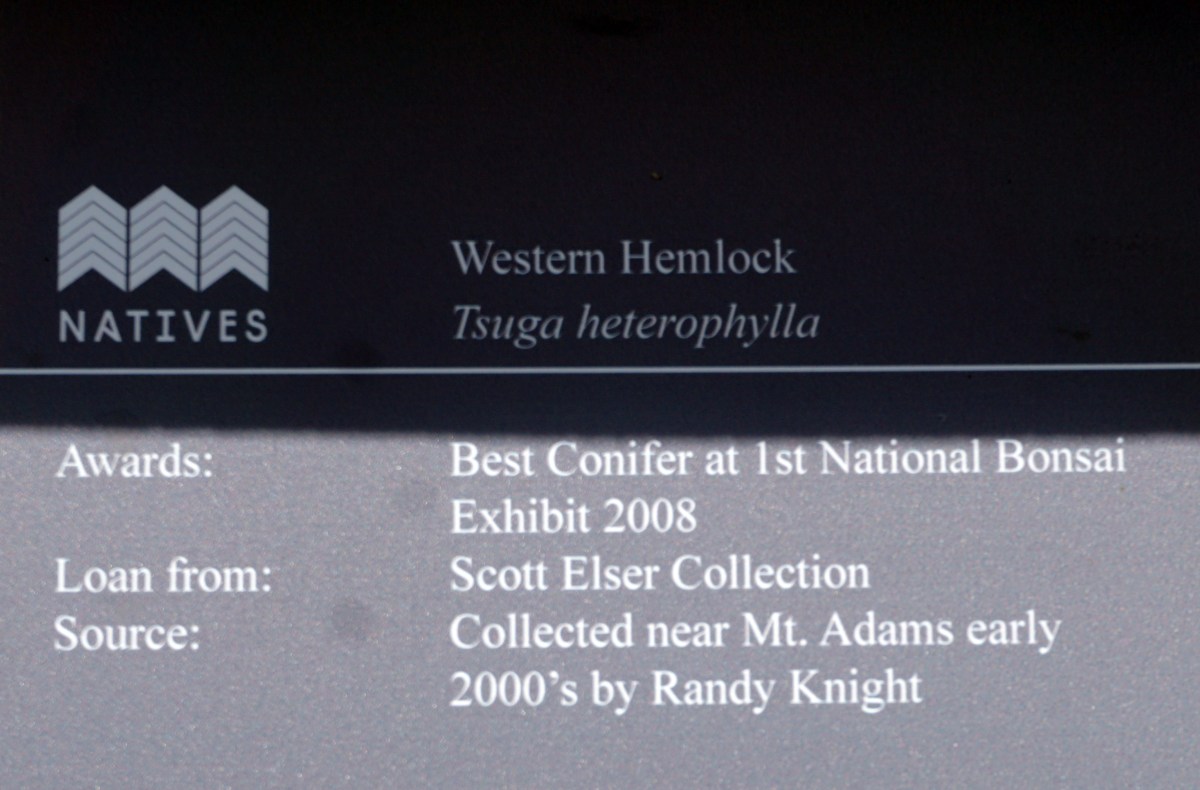 NATIVES
Western Hemlock
Tsuga heterophylla
Awards: Best Conifer at 1st National Bonsai
Exhibit 2008
Loan from: Scott Elser Collection
Source: Collected near Mt. Adams early
2000’s by Randy Knight